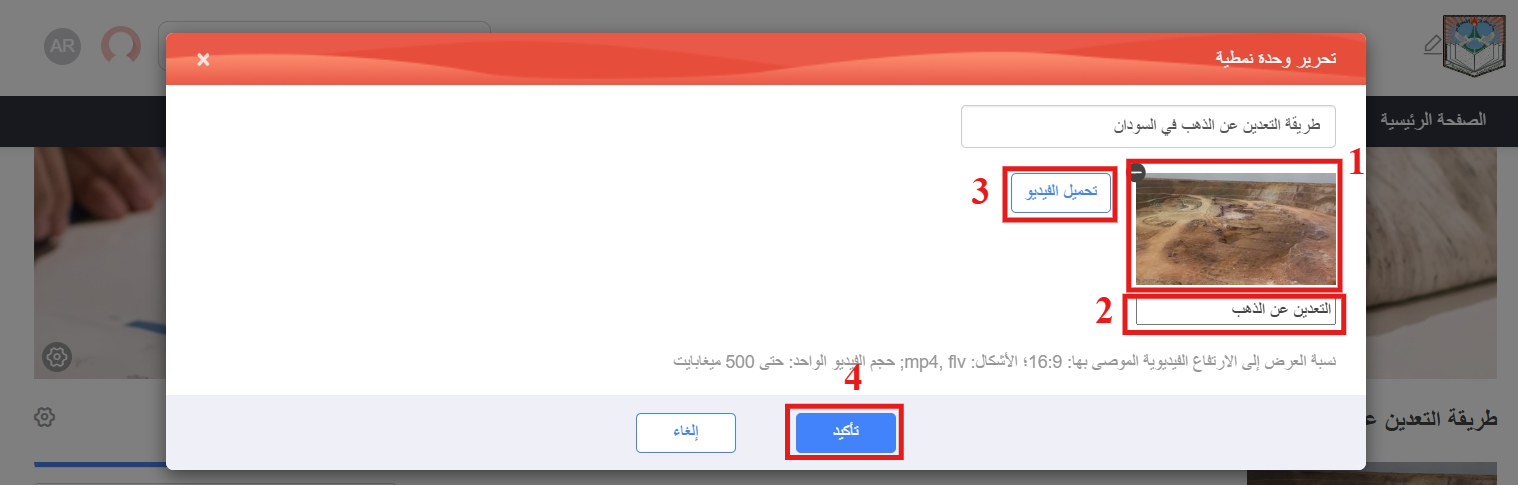 AR
تحرير وحدة نمطية
×
الصفحة الرئيسية
طريقة التعدين عن الذهب في السودان
1
تحميل الفيديو
3
التعدين عن الذهب
2
نسبة العرض إلى الارتفاع الفيديوية الموصى بها: 16:9؛ الأشكال: mp4, flv; حجم الفيديو الواحد: حتى 500 ميغابايت
4
تأكيد
إلغاء
طريقة التعدين